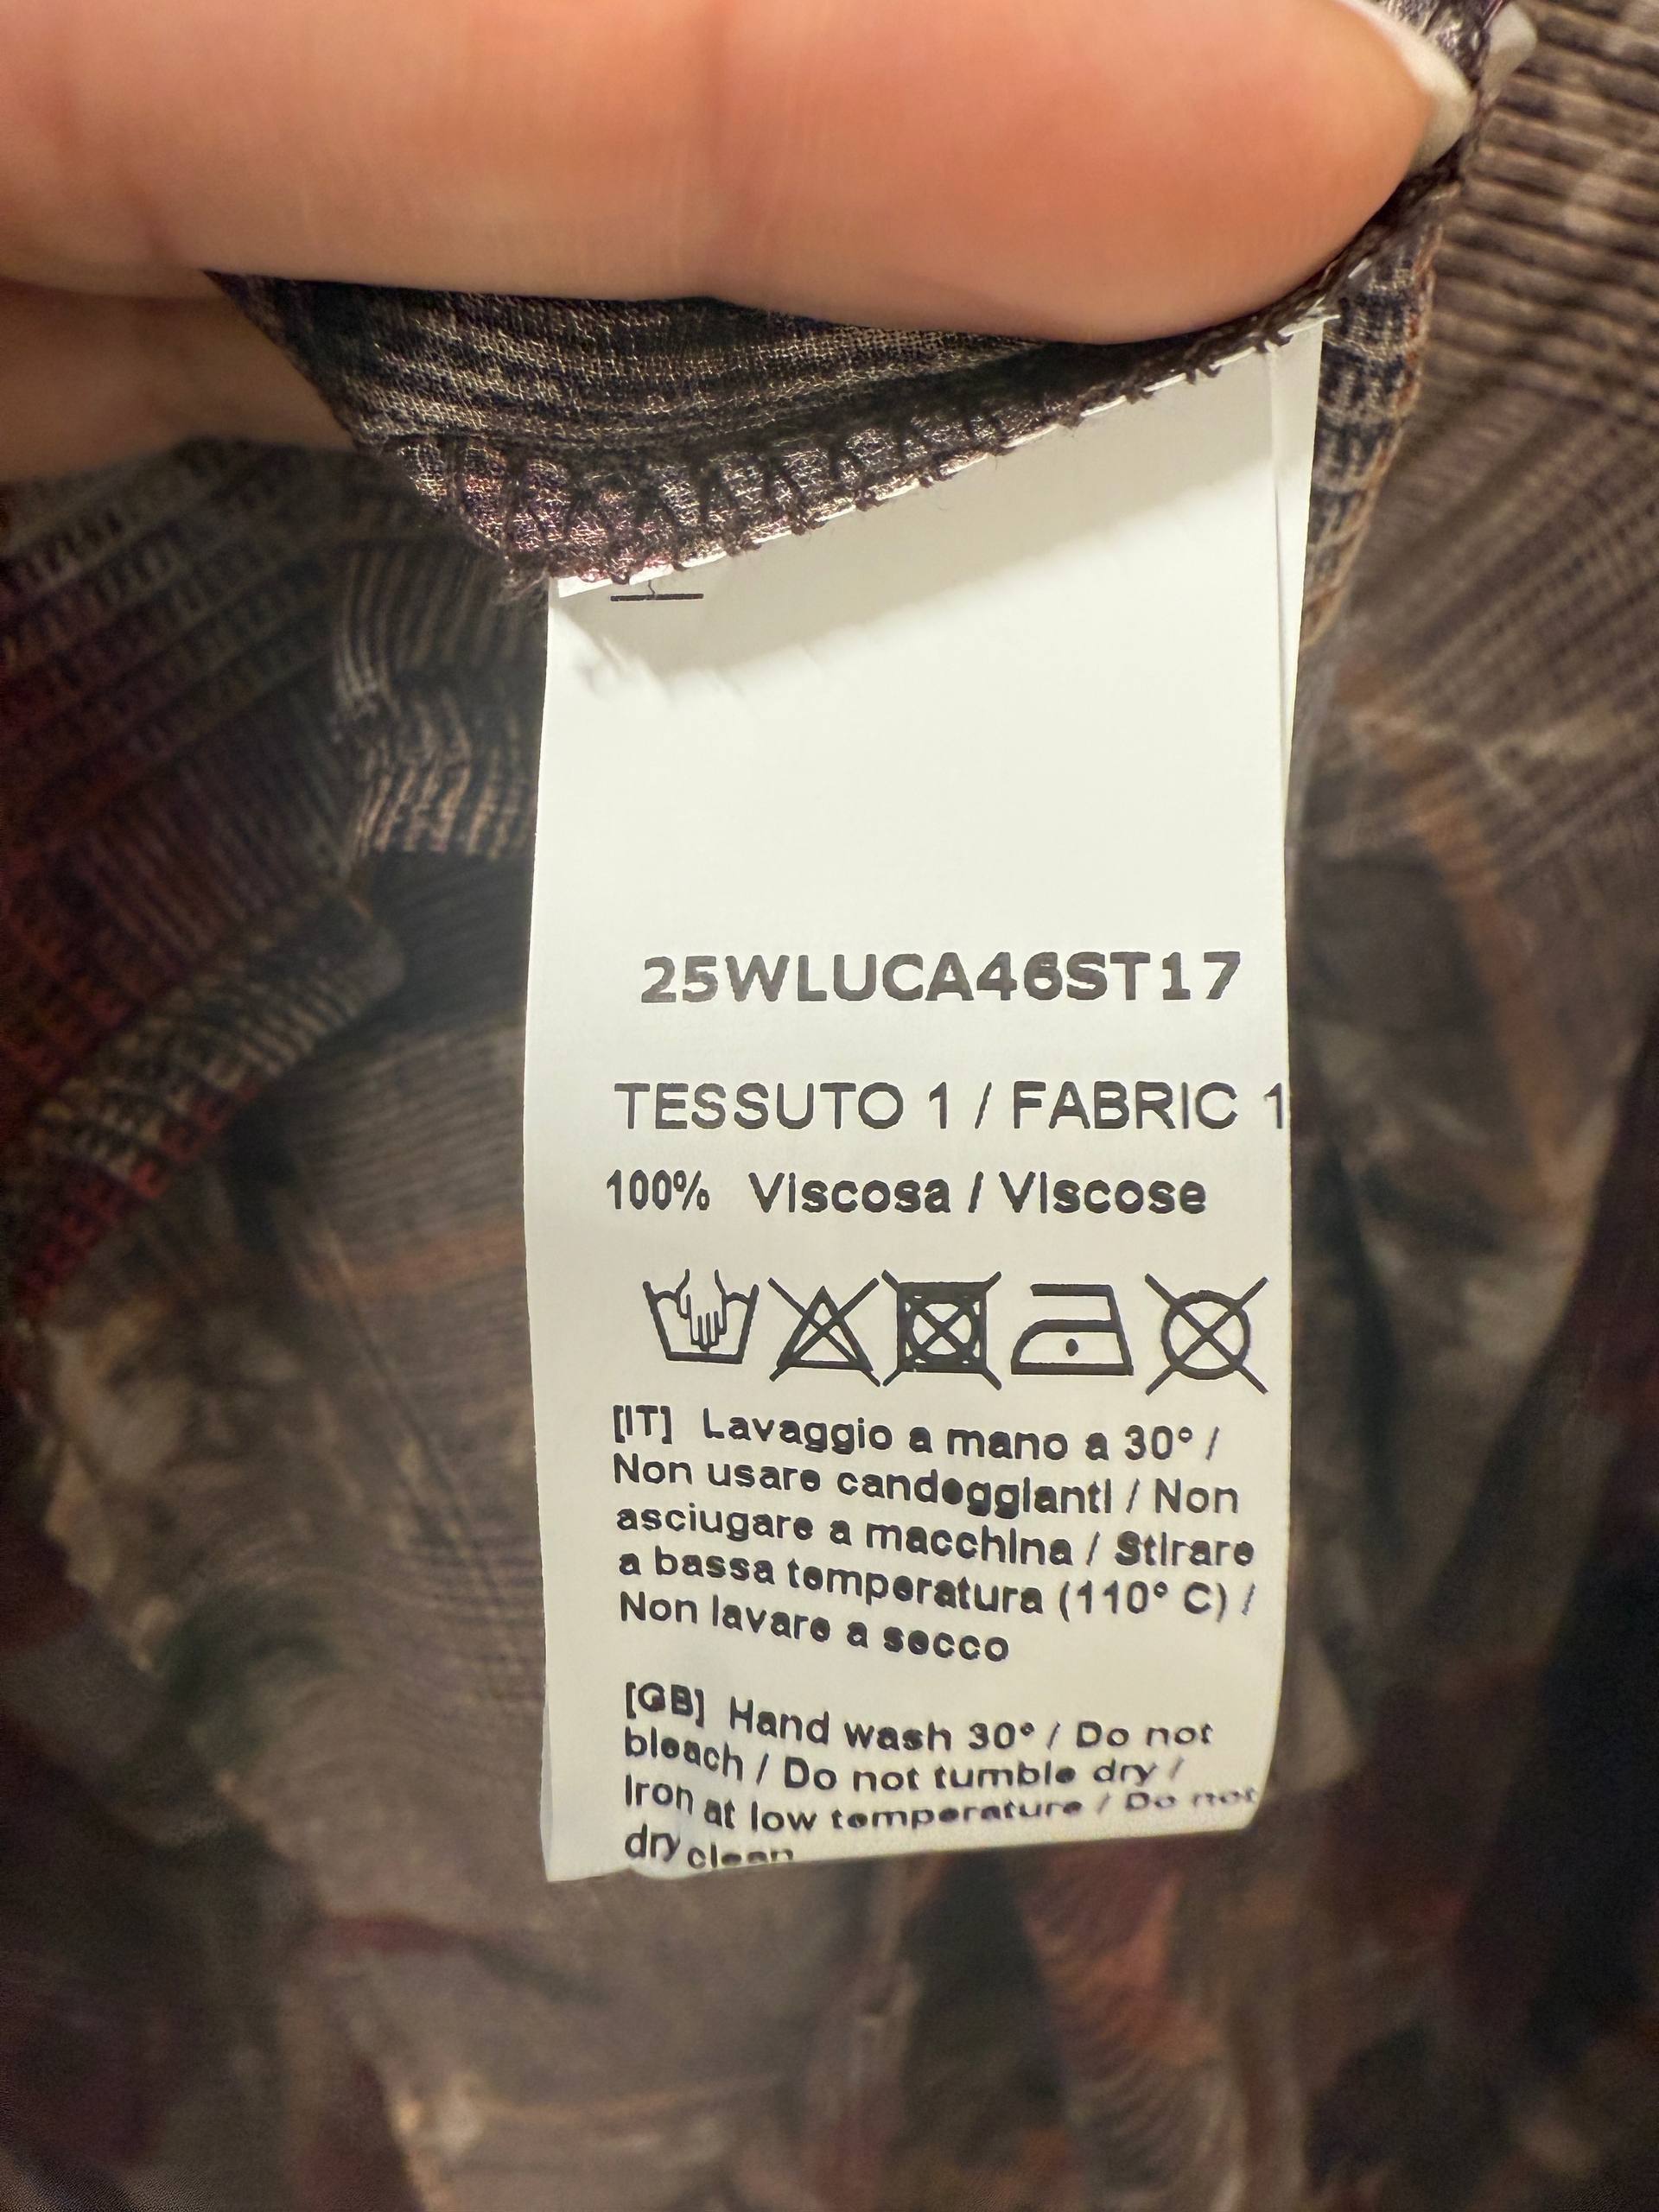 25WLUCA46ST17
TESSUTO 1 / FABRIC 1
100% Viscosa / Viscose
[IT] Lavaggio a mano a 30° /
Non usare candeggianti / Non
asciugare a macchina / Stirare
a bassa temperatura (110° C) /
Non lavare a secco
[GB] Hand wash 30° / Do not
bleach / Do not tumble dry /
Iron at low temperature / Do not
dry clean